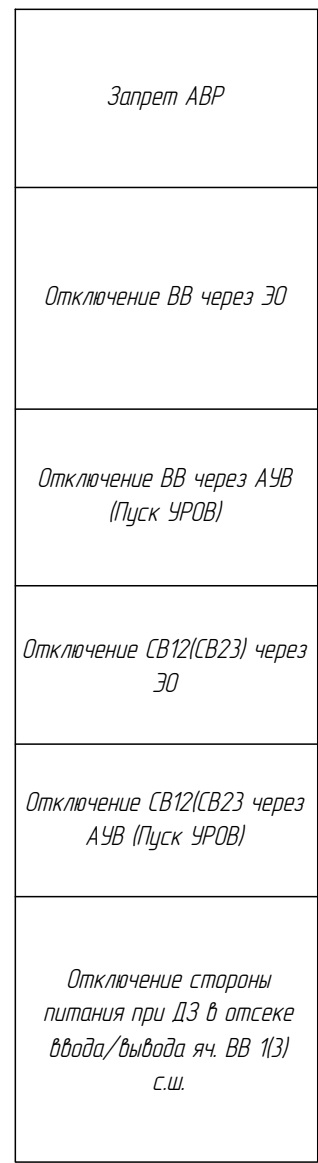 Запрет АВР
Отключение ВВ через ЭО
Отключение ВВ через АУВ
(Пуск УРОВ)
Отключение СВ12(СВ23) через
ЭО
Отключение СВ12(СВ23 через
АУВ (Пуск УРОВ)
Отключение стороны
питания при ДЗ в отсеке
ввода/вывода яч. ВВ 1(3)
с.ш.